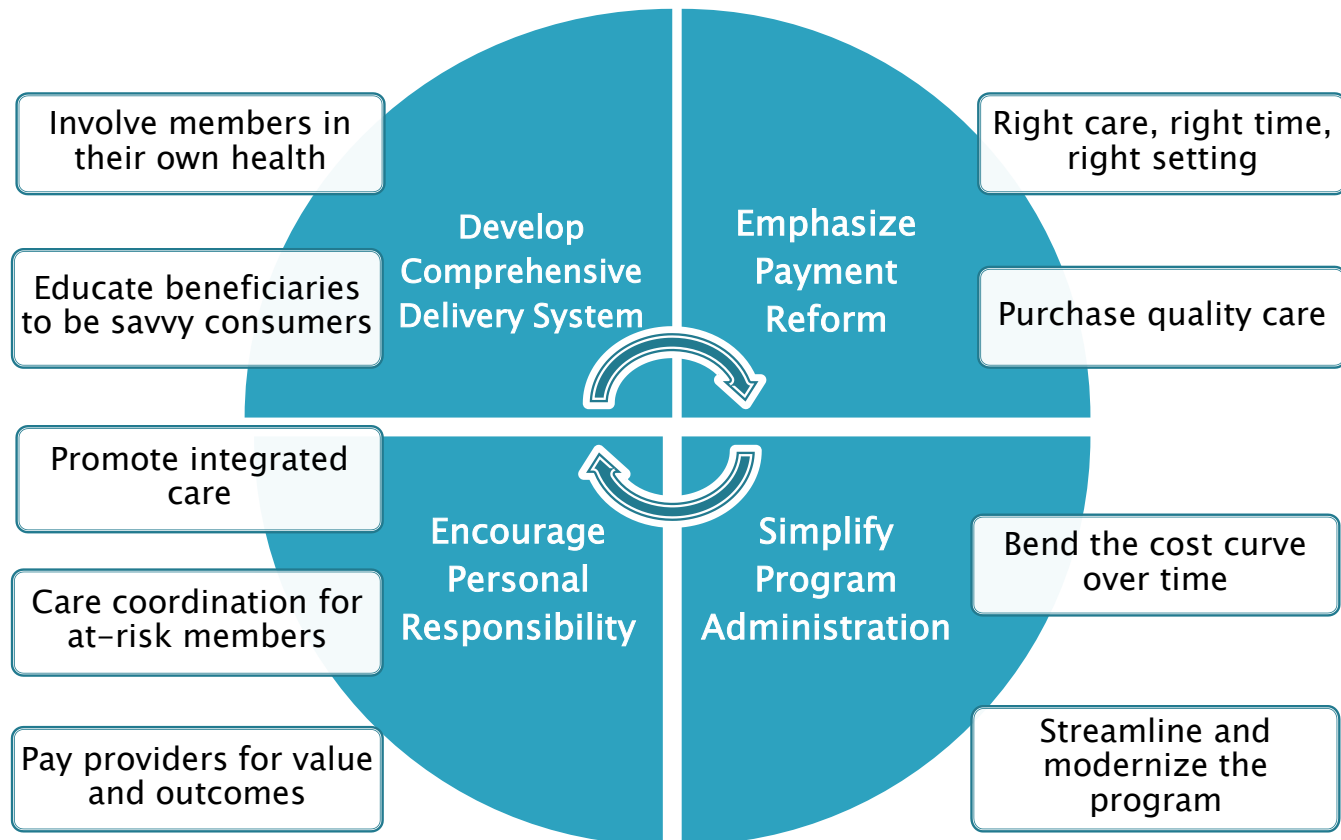 Involve members in
their own health
Educate beneficiaries
to be savvy consumers
Promote integrated
care
Care coordination for
at-risk members
Pay providers for value
and outcomes
Develop
Comprehensive
Delivery System
Emphasize
Payment
Reform
Encourage
Personal
Responsibility
Simplify
Program
Administration
Right care, right time,
right setting
Purchase quality care
Bend the cost curve
over time
Streamline and
modernize the
program